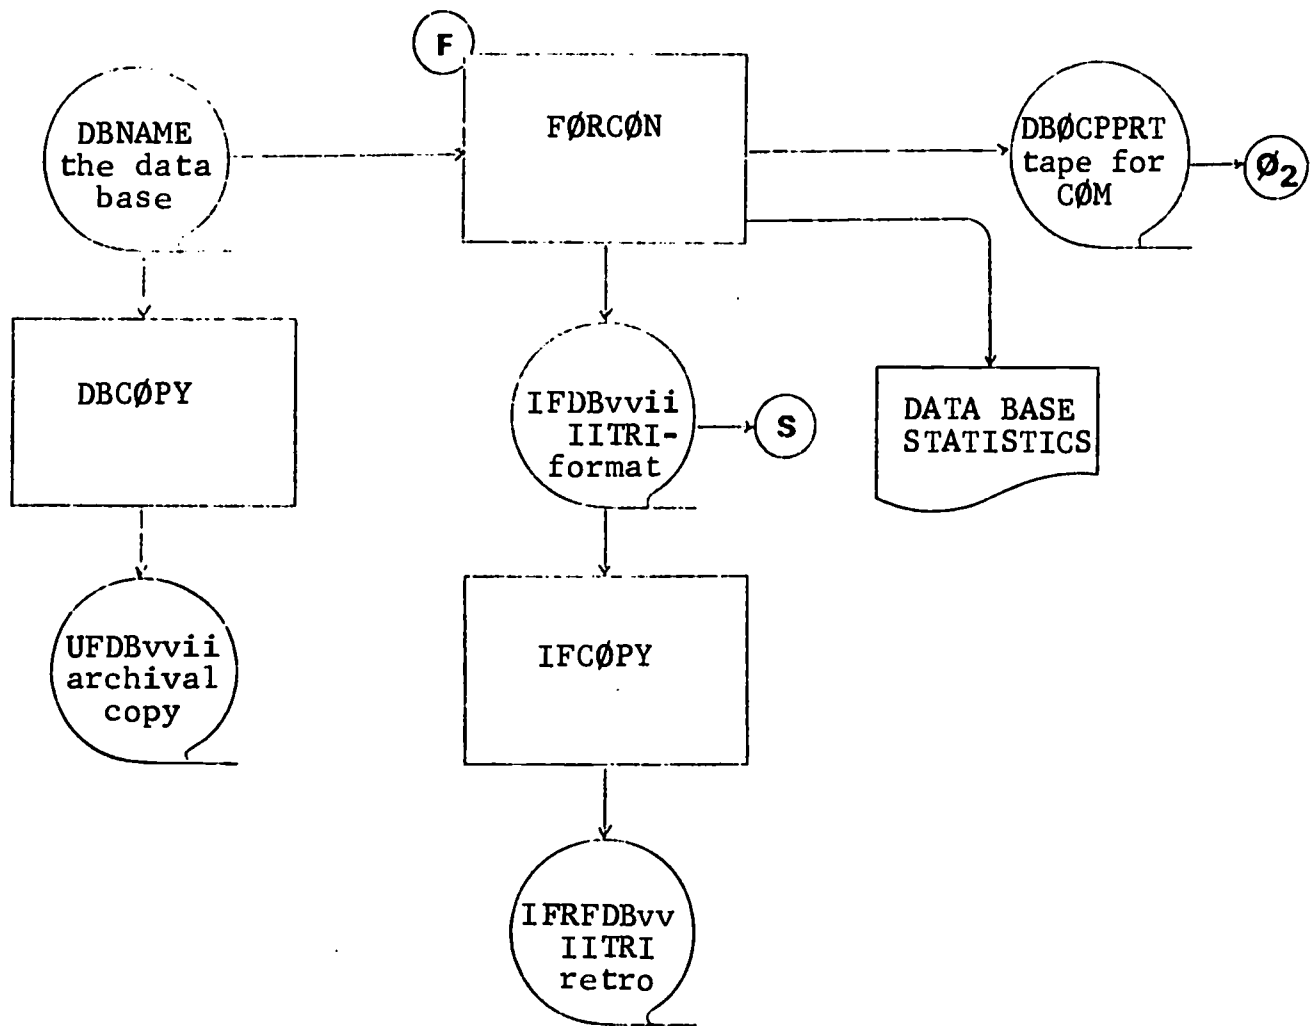 F
FØRCØN
DBNAME
the data
base
DBØCPPRT
tape for
CØM
Ø₂
DBCØPY
IFDBvvii
IITRI-
format
S
DATA BASE
STATISTICS
UFDBvvii
archival
copy
IFCØPY
IFRFDBvv
IITRI
retro